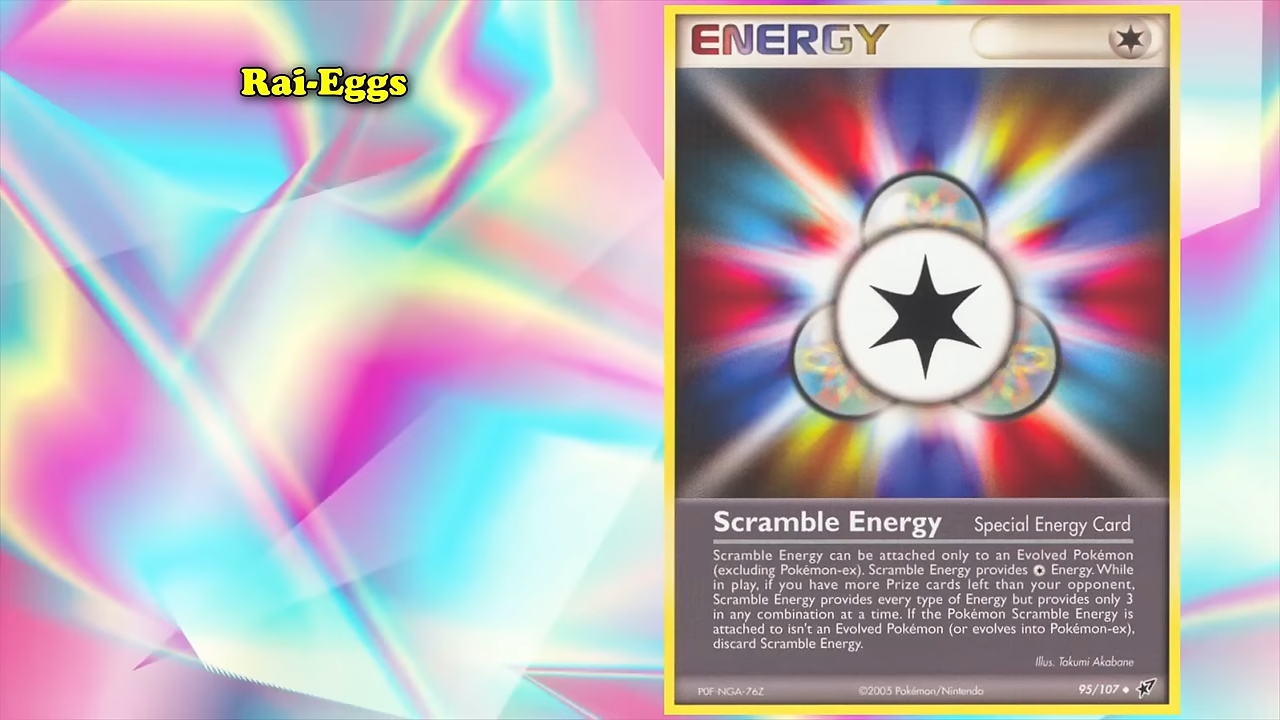 Rai-Eggs
ENERGY
Scramble Energy Special Energy Card
Scramble Energy can be attached only to an Evolved Pokémon
(excluding Pokémon-ex). Scramble Energy provides Energy. While
in play, if you have more Prize cards left than your opponent,
Scramble Energy provides every type of Energy but provides only 3
in any combination at a time. If the Pokémon Scramble Energy is
attached to isn't an Evolved Pokémon (or evolves into Pokémon-ex),
discard Scramble Energy.
Illus. Takumi Akabane
P0F-NGA-76Z ©2005 Pokémon/Nintendo 95/107